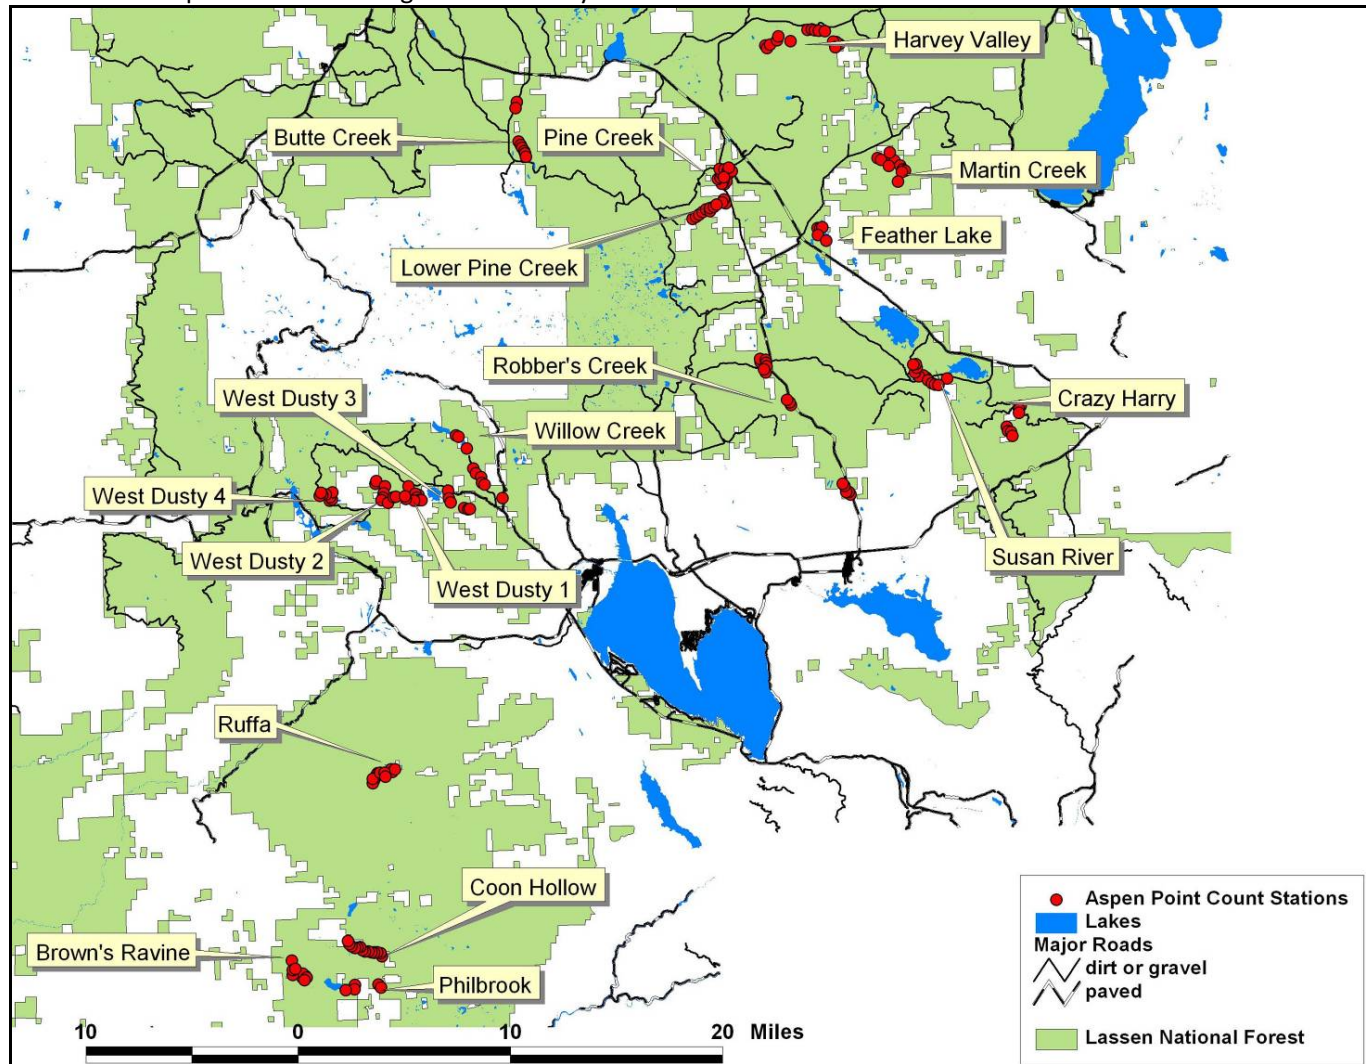 Harvey Valley
Butte Creek
Pine Creek
Martin Creek
Feather Lake
Lower Pine Creek
Robber's Creek
West Dusty 3
Crazy Harry
Willow Creek
West Dusty 4
West Dusty 2
Susan River
West Dusty 1
Ruffa
Coon Hollow
Brown's Ravine
Philbrook
Aspen Point Count Stations
Lakes
Major Roads
dirt or gravel
paved
Lassen National Forest
10 0 10 20 Miles